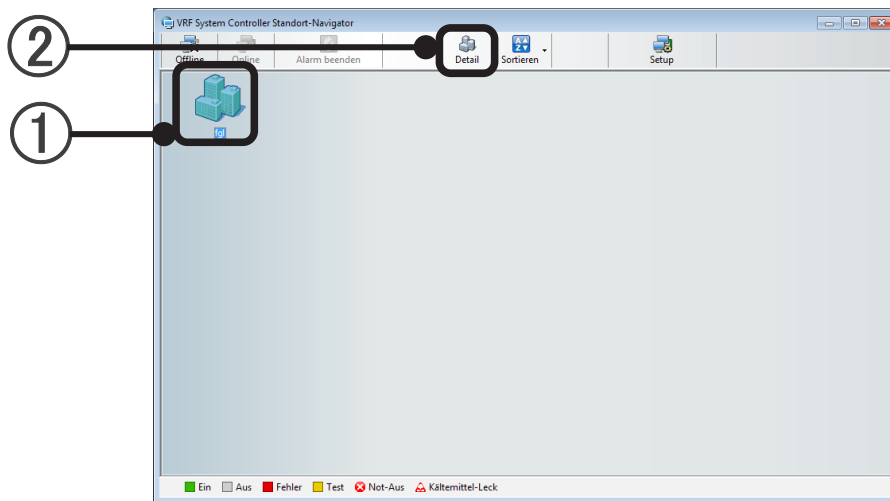 VRF System Controller Standort-Navigator
②
Offline Online Alarm beenden Detail Sortieren Setup
①
fgl
Ein Aus Fehler Test Not-Aus Kältemittel-Leck